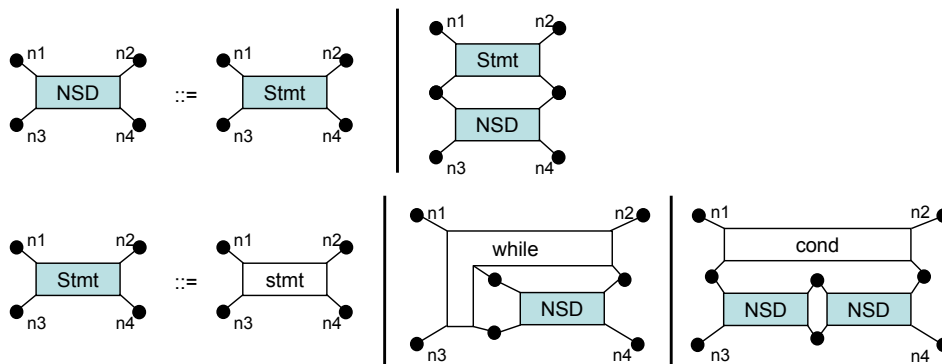 n1 n2 n1 n2 n1 n2
NSD ::= Stmt Stmt
n3 n4 n3 n4 NSD
n3 n4
n1 n2 n1 n2 n1 n2 n1 n2
while cond
Stmt ::= stmt NSD NSD NSD
n3 n4 n3 n4 n3 n4 n3 n4